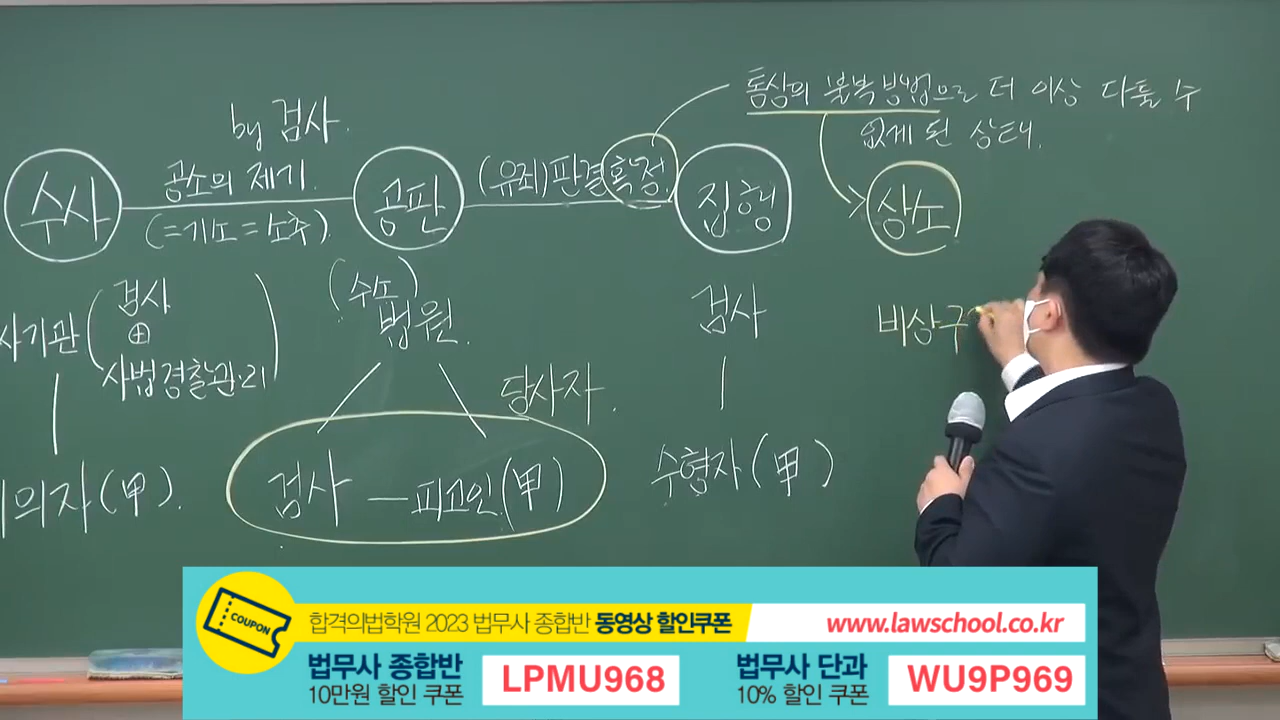 통상의 불복방법으로 더 이상 다툴 수
없게 된 상태.
by 검사.
수사
공소의 제기.
(=기소=소추).
공판
(유죄)판결확정.
집행
상소
사기관
검사
⊕
사법경찰관·리
(수소)
법원.
당사자.
검사
비상구
의자(甲).
검사 — 피고인(甲)
수형자(甲)
COUPON
합격의법학원 2023 법무사 종합반 동영상 할인쿠폰
www.lawschool.co.kr
법무사 종합반
10만원 할인 쿠폰
LPMU968
법무사 단과
10% 할인 쿠폰
WU9P969